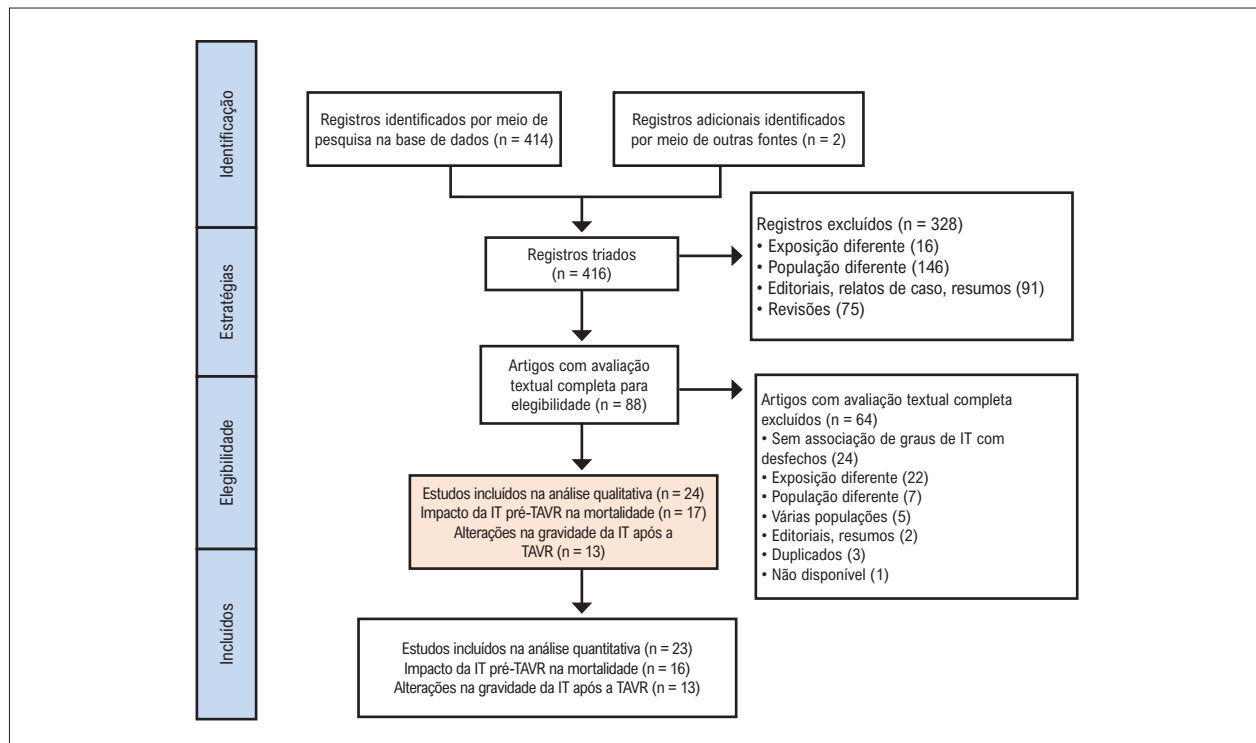 Identificação
Registros identificados por meio de
pesquisa na base de dados (n = 414)
Registros adicionais identificados
por meio de outras fontes (n = 2)
Estratégias
Registros triados
(n = 416)
Registros excluídos (n = 328)
• Exposição diferente (16)
• População diferente (146)
• Editoriais, relatos de caso, resumos (91)
• Revisões (75)
Elegibilidade
Artigos com avaliação
textual completa para
elegibilidade (n = 88)
Artigos com avaliação textual completa
excluídos (n = 64)
• Sem associação de graus de IT com
desfechos (24)
• Exposição diferente (22)
• População diferente (7)
• Várias populações (5)
• Editoriais, resumos (2)
• Duplicados (3)
• Não disponível (1)
Estudos incluídos na análise qualitativa (n = 24)
Impacto da IT pré-TAVR na mortalidade (n = 17)
Alterações na gravidade da IT após a
TAVR (n = 13)
Incluídos
Estudos incluídos na análise quantitativa (n = 23)
Impacto da IT pré-TAVR na mortalidade (n = 16)
Alterações na gravidade da IT após a TAVR (n = 13)